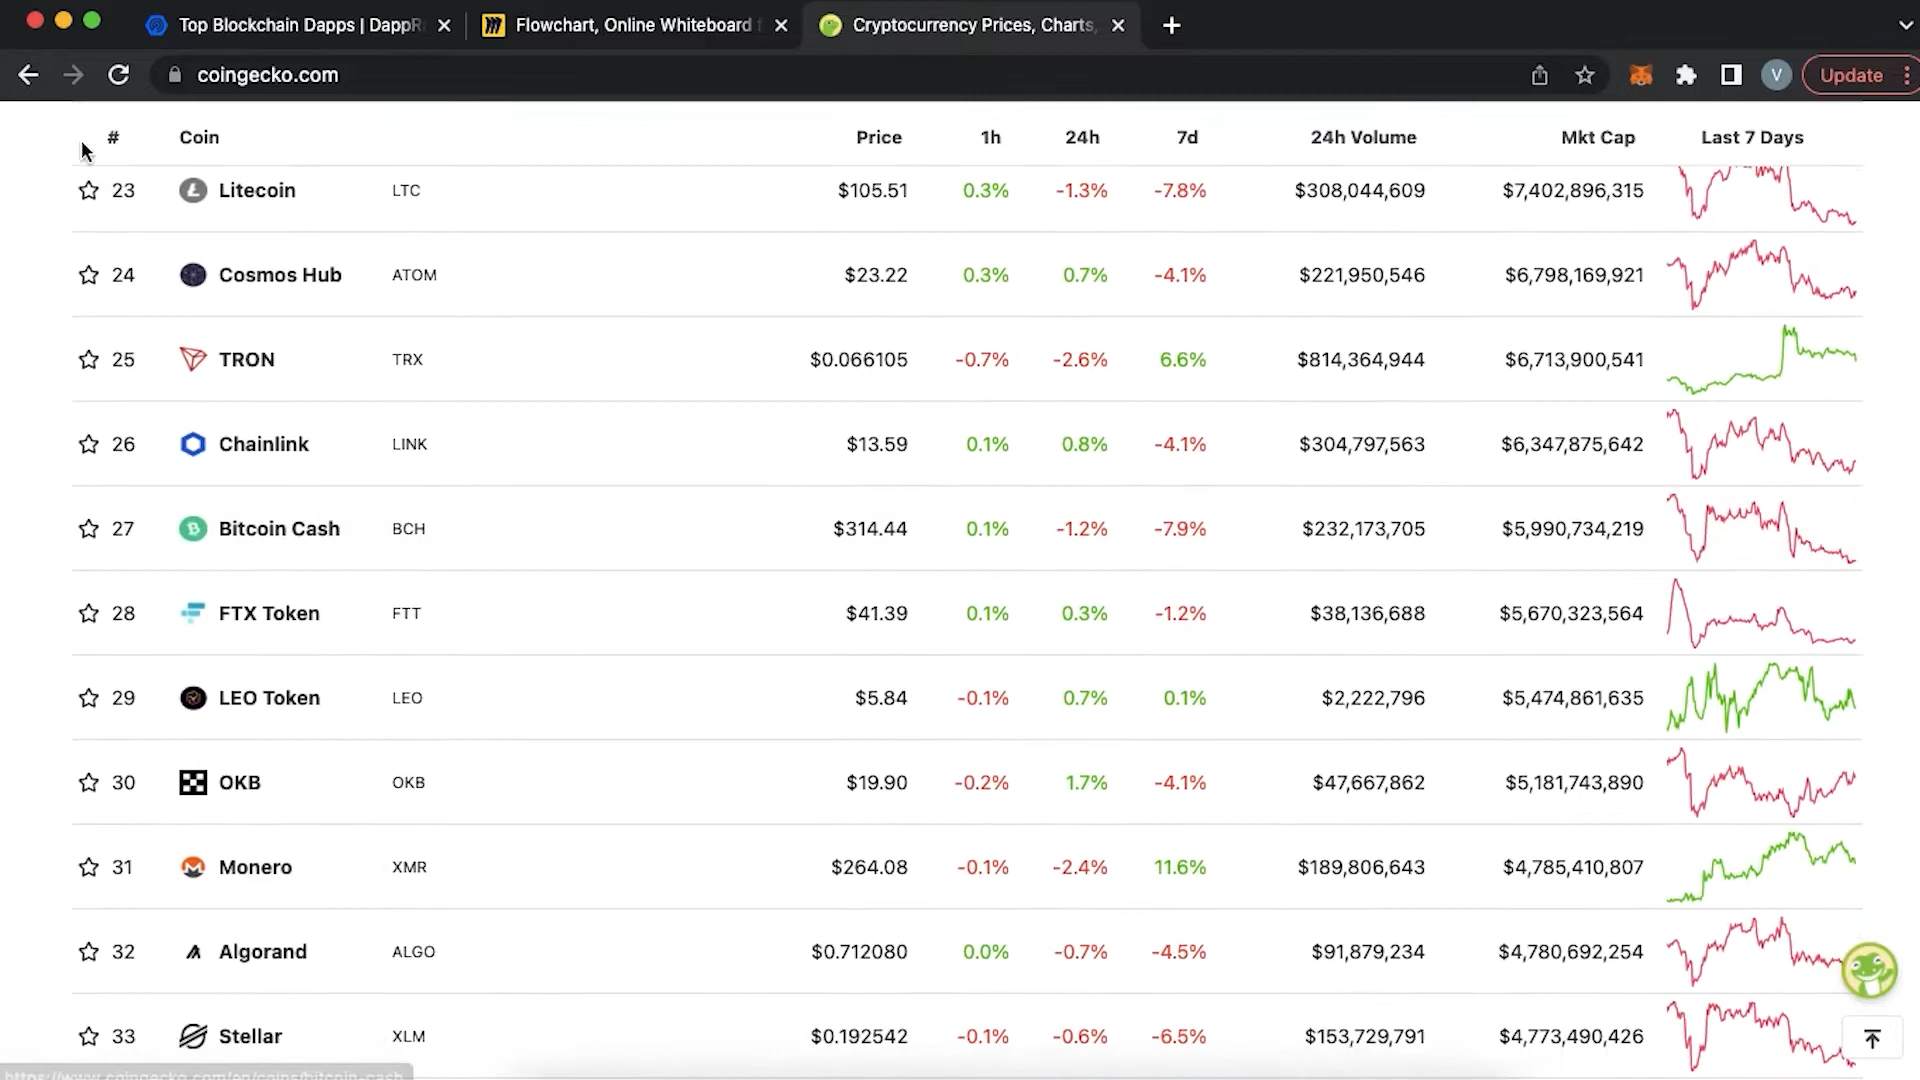 Top Blockchain Dapps | DappR
Flowchart, Online Whiteboard f
Cryptocurrency Prices, Charts,
coingecko.com
V
Update
# Coin Price 1h 24h 7d 24h Volume Mkt Cap Last 7 Days
23 Litecoin LTC $105.51 0.3% -1.3% -7.8% $308,044,609 $7,402,896,315
24 Cosmos Hub ATOM $23.22 0.3% 0.7% -4.1% $221,950,546 $6,798,169,921
25 TRON TRX $0.066105 -0.7% -2.6% 6.6% $814,364,944 $6,713,900,541
26 Chainlink LINK $13.59 0.1% 0.8% -4.1% $304,797,563 $6,347,875,642
27 Bitcoin Cash BCH $314.44 0.1% -1.2% -7.9% $232,173,705 $5,990,734,219
28 FTX Token FTT $41.39 0.1% 0.3% -1.2% $38,136,688 $5,670,323,564
29 LEO Token LEO $5.84 -0.1% 0.7% 0.1% $2,222,796 $5,474,861,635
30 OKB OKB $19.90 -0.2% 1.7% -4.1% $47,667,862 $5,181,743,890
31 Monero XMR $264.08 -0.1% -2.4% 11.6% $189,806,643 $4,785,410,807
32 Algorand ALGO $0.712080 0.0% -0.7% -4.5% $91,879,234 $4,780,692,254
33 Stellar XLM $0.192542 -0.1% -0.6% -6.5% $153,729,791 $4,773,490,426
https://www.coingecko.com/en/coins/bitcoin-cash